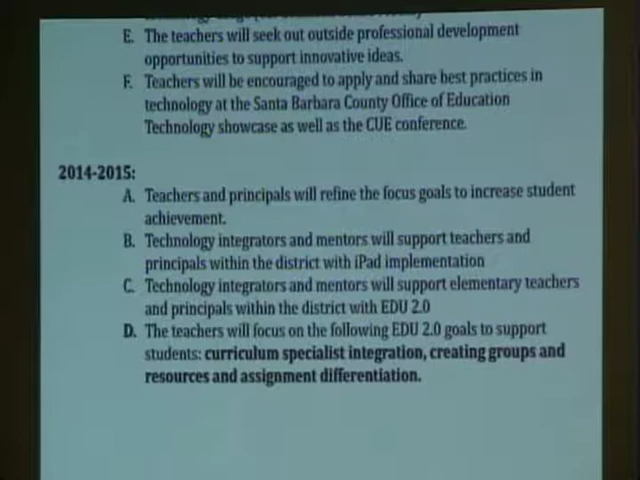 E. The teachers will seek out outside professional development
opportunities to support innovative ideas.
F. Teachers will be encouraged to apply and share best practices in
technology at the Santa Barbara County Office of Education
Technology showcase as well as the CUE conference.
2014-2015:
A. Teachers and principals will refine the focus goals to increase student
achievement.
B. Technology integrators and mentors will support teachers and
principals within the district with iPad implementation
C. Technology integrators and mentors will support elementary teachers
and principals within the district with EDU 2.0
D. The teachers will focus on the following EDU 2.0 goals to support
students: curriculum specialist integration, creating groups and
resources and assignment differentiation.